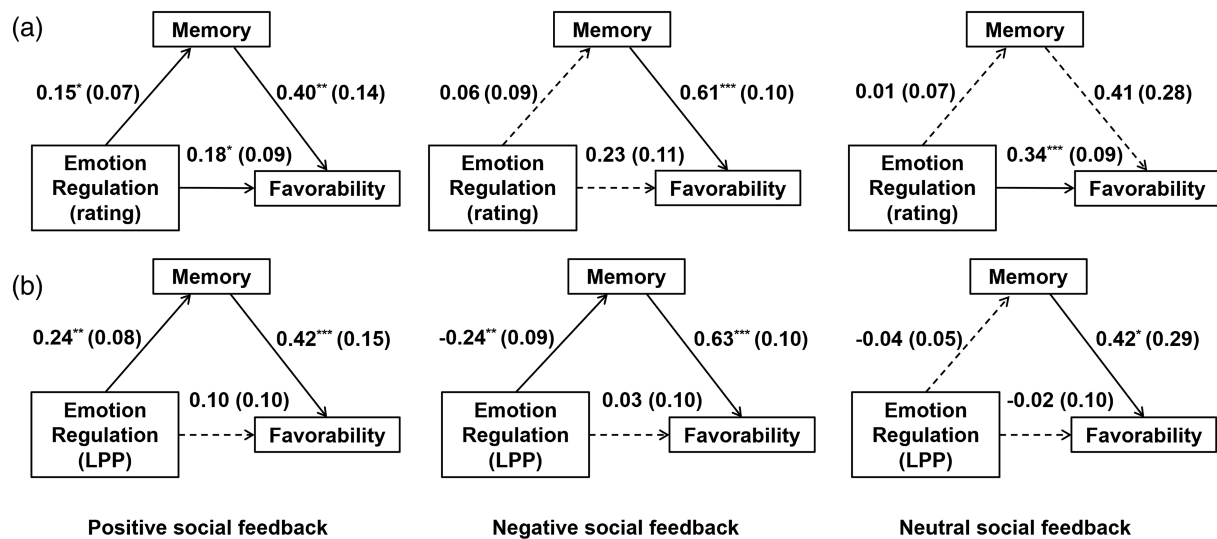 (a)
Memory
Memory
Memory
0.15* (0.07)
0.40** (0.14)
0.06 (0.09)
0.61*** (0.10)
0.01 (0.07)
0.41 (0.28)
Emotion
Regulation
(rating)
0.18* (0.09)
Favorability
Emotion
Regulation
(rating)
0.23 (0.11)
Favorability
Emotion
Regulation
(rating)
0.34*** (0.09)
Favorability
(b)
Memory
Memory
Memory
0.24** (0.08)
0.42*** (0.15)
-0.24** (0.09)
0.63*** (0.10)
-0.04 (0.05)
0.42* (0.29)
Emotion
Regulation
(LPP)
0.10 (0.10)
Favorability
Emotion
Regulation
(LPP)
0.03 (0.10)
Favorability
Emotion
Regulation
(LPP)
-0.02 (0.10)
Favorability
Positive social feedback
Negative social feedback
Neutral social feedback